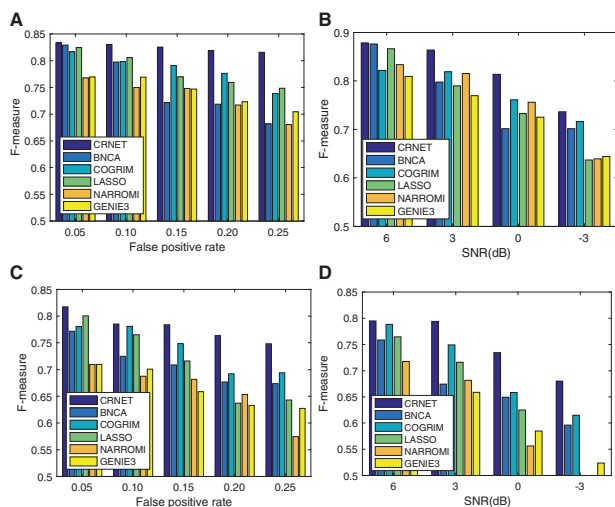 A
F-measure
0.85
0.8
0.75
0.7
0.65
0.6
0.55
0.5
CRNET
BNCA
COGRIM
LASSO
NARROMI
GENIE3
0.05 0.10 0.15 0.20 0.25
False positive rate
B
F-measure
0.9
0.8
0.7
0.6
0.5
CRNET
BNCA
COGRIM
LASSO
NARROMI
GENIE3
6 3 0 -3
SNR(dB)
C
F-measure
0.85
0.8
0.75
0.7
0.65
0.6
0.55
0.5
CRNET
BNCA
COGRIM
LASSO
NARROMI
GENIE3
0.05 0.10 0.15 0.20 0.25
False positive rate
D
F-measure
0.85
0.8
0.75
0.7
0.65
0.6
0.55
0.5
CRNET
BNCA
COGRIM
LASSO
NARROMI
GENIE3
6 3 0 -3
SNR(dB)